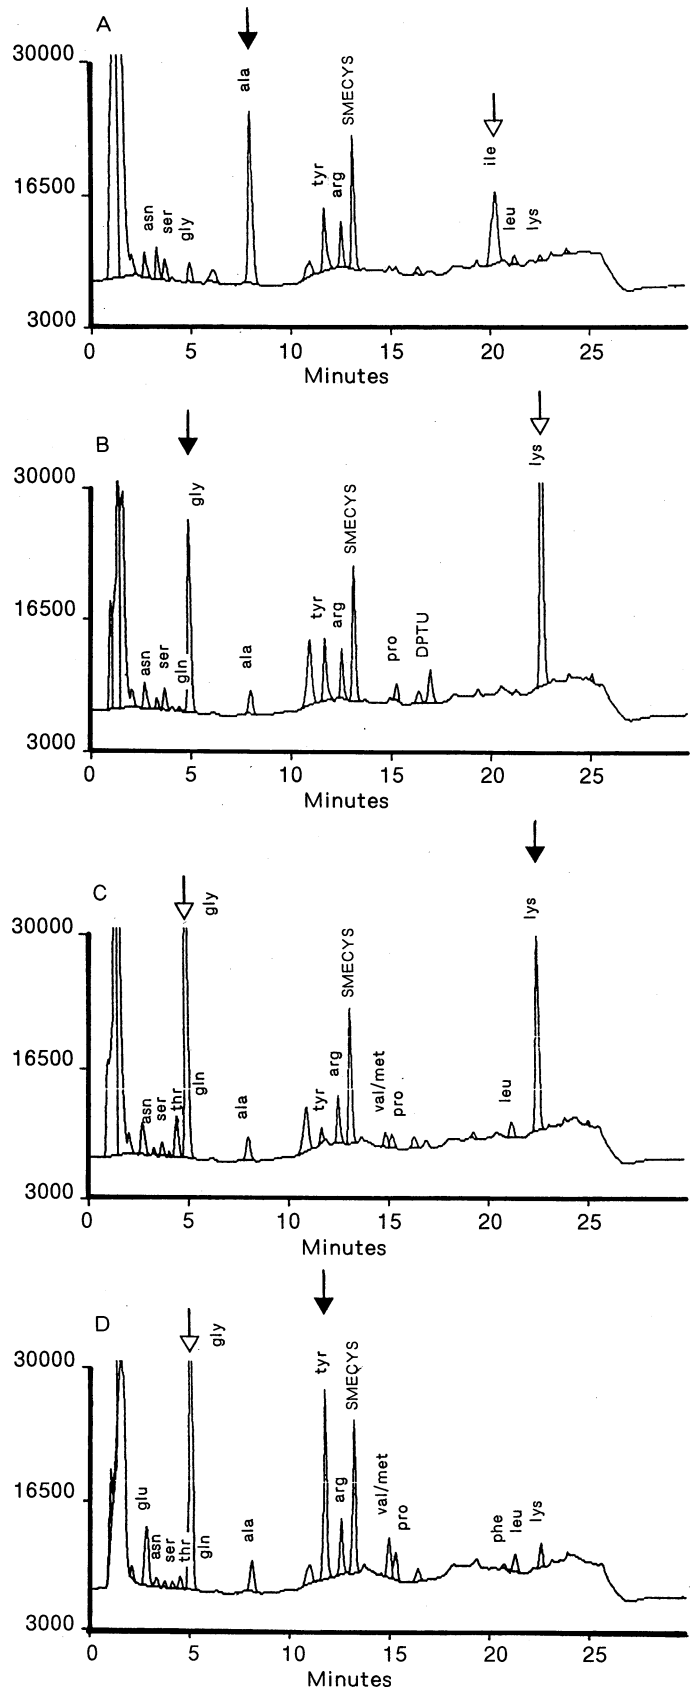 A
30000
16500
3000
asn
ser
gly
ala
tyr
arg
SMECYS
ile
leu
lys
0 5 10 15 20 25
Minutes
B
30000
16500
3000
asn
ser
gln
gly
ala
tyr
arg
SMECYS
pro
DPTU
lys
0 5 10 15 20 25
Minutes
C
30000
16500
3000
asn
ser
thr
gln
gly
ala
tyr
arg
SMECYS
val/met
pro
leu
lys
0 5 10 15 20 25
Minutes
D
30000
16500
3000
glu
asn
ser
thr
gln
gly
ala
tyr
arg
SMECYS
val/met
pro
phe
leu
lys
0 5 10 15 20 25
Minutes